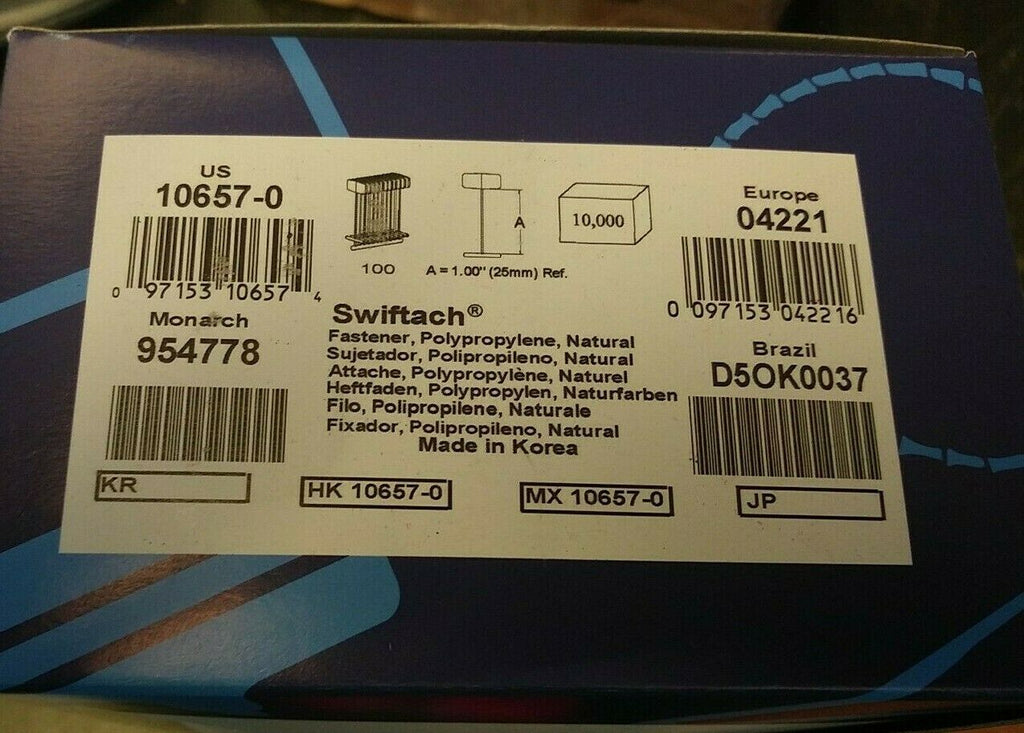 US
10657-0
0 97153 10657 4
Monarch
954778
100
A
A = 1.00" (25mm) Ref.
10,000
Europe
04221
0 097153 042216
Brazil
D5OK0037
Swiftach®
Fastener, Polypropylene, Natural
Sujetador, Polipropileno, Natural
Attache, Polypropylène, Naturel
Heftfaden, Polypropylen, Naturfarben
Filo, Polipropilene, Naturale
Fixador, Polipropileno, Natural
Made in Korea
KR
HK 10657-0
MX 10657-0
JP